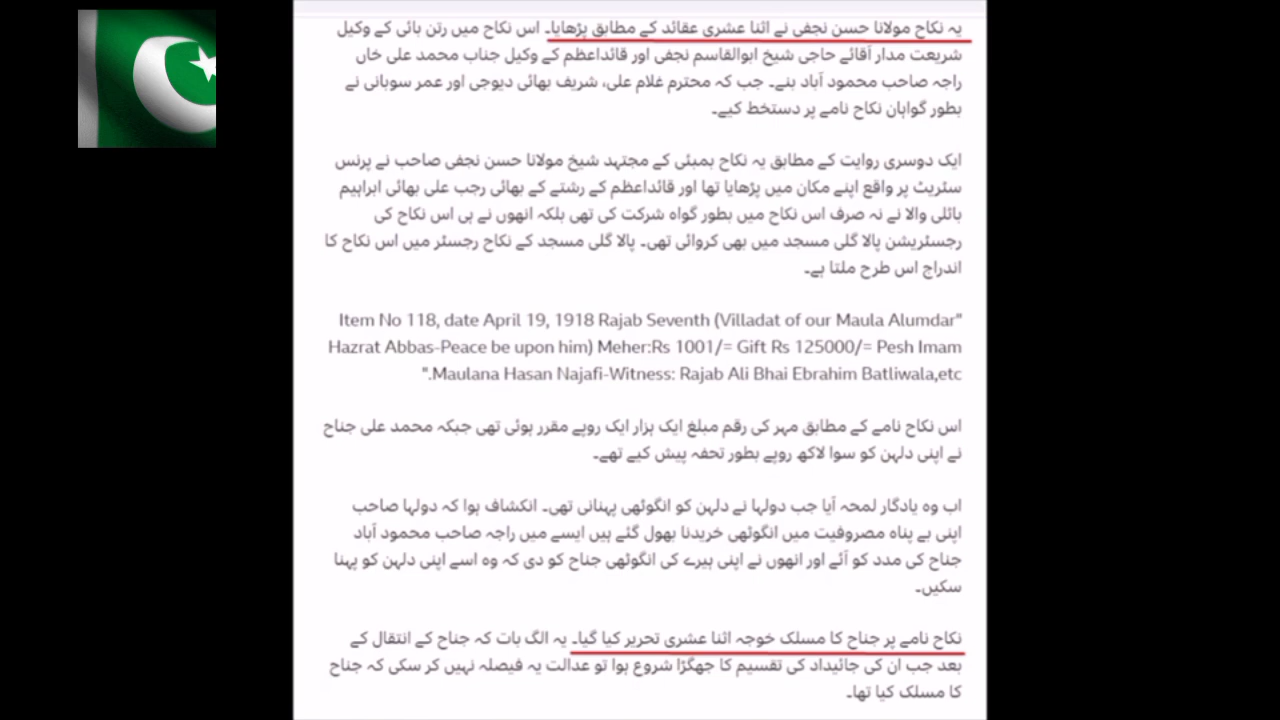 یہ نکاح مولانا حسن نجفی نے اثنا عشری عقائد کے مطابق پڑھایا۔ اس نکاح میں رتن بائی کے وکیل
شریعت مدار آقائے حاجی شیخ ابوالقاسم نجفی اور قائداعظم کے وکیل جناب محمد علی خاں
راجہ صاحب محمود آباد بنے۔ جب کہ محترم غلام علی، شریف بھائی دیوجی اور عمر سوبانی نے
بطور گواہان نکاح نامے پر دستخط کیے۔
ایک دوسری روایت کے مطابق یہ نکاح بمبئی کے مجتہد شیخ مولانا حسن نجفی صاحب نے پرنس
سٹریٹ پر واقع اپنے مکان میں پڑھایا تھا اور قائداعظم کے رشتے کے بھائی رجب علی بھائی ابراہیم
باٹلی والا نے نہ صرف اس نکاح میں بطور گواہ شرکت کی تھی بلکہ انھوں نے ہی اس نکاح کی
رجسٹریشن پالا گلی مسجد میں بھی کروائی تھی۔ پالا گلی مسجد کے نکاح رجسٹر میں اس نکاح کا
اندراج اس طرح ملتا ہے۔
Item No 118, date April 19, 1918 Rajab Seventh (Villadat of our Maula Alumdar"
Hazrat Abbas-Peace be upon him) Meher:Rs 1001/= Gift Rs 125000/= Pesh Imam
".Maulana Hasan Najafi-Witness: Rajab Ali Bhai Ebrahim Batliwala,etc
اس نکاح نامے کے مطابق مہر کی رقم مبلغ ایک ہزار ایک روپے مقرر ہوئی تھی جبکہ محمد علی جناح
نے اپنی دلہن کو سوا لاکھ روپے بطور تحفہ پیش کیے تھے۔
اب وہ یادگار لمحہ آیا جب دولہا نے دلہن کو انگوٹھی پہنانی تھی۔ انکشاف ہوا کہ دولہا صاحب
اپنی بے پناہ مصروفیت میں انگوٹھی خریدنا بھول گئے ہیں ایسے میں راجہ صاحب محمود آباد
جناح کی مدد کو آئے اور انھوں نے اپنی ہیرے کی انگوٹھی جناح کو دی کہ وہ اسے اپنی دلہن کو پہنا
سکیں۔
نکاح نامے پر جناح کا مسلک خوجہ اثنا عشری تحریر کیا گیا۔ یہ الگ بات کہ جناح کے انتقال کے
بعد جب ان کی جائیداد کی تقسیم کا جھگڑا شروع ہوا تو عدالت یہ فیصلہ نہیں کر سکی کہ جناح
کا مسلک کیا تھا۔